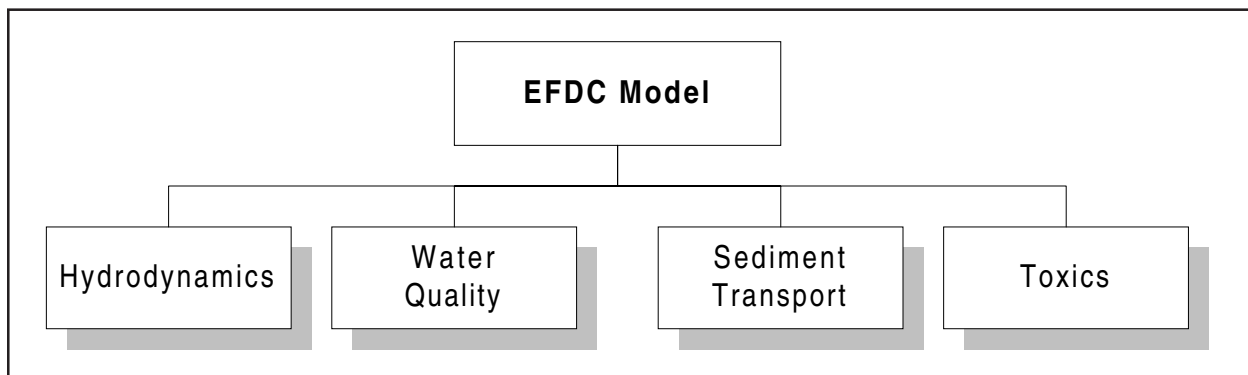 EFDC Model
Hydrodynamics
Water
Quality
Sediment
Transport
Toxics